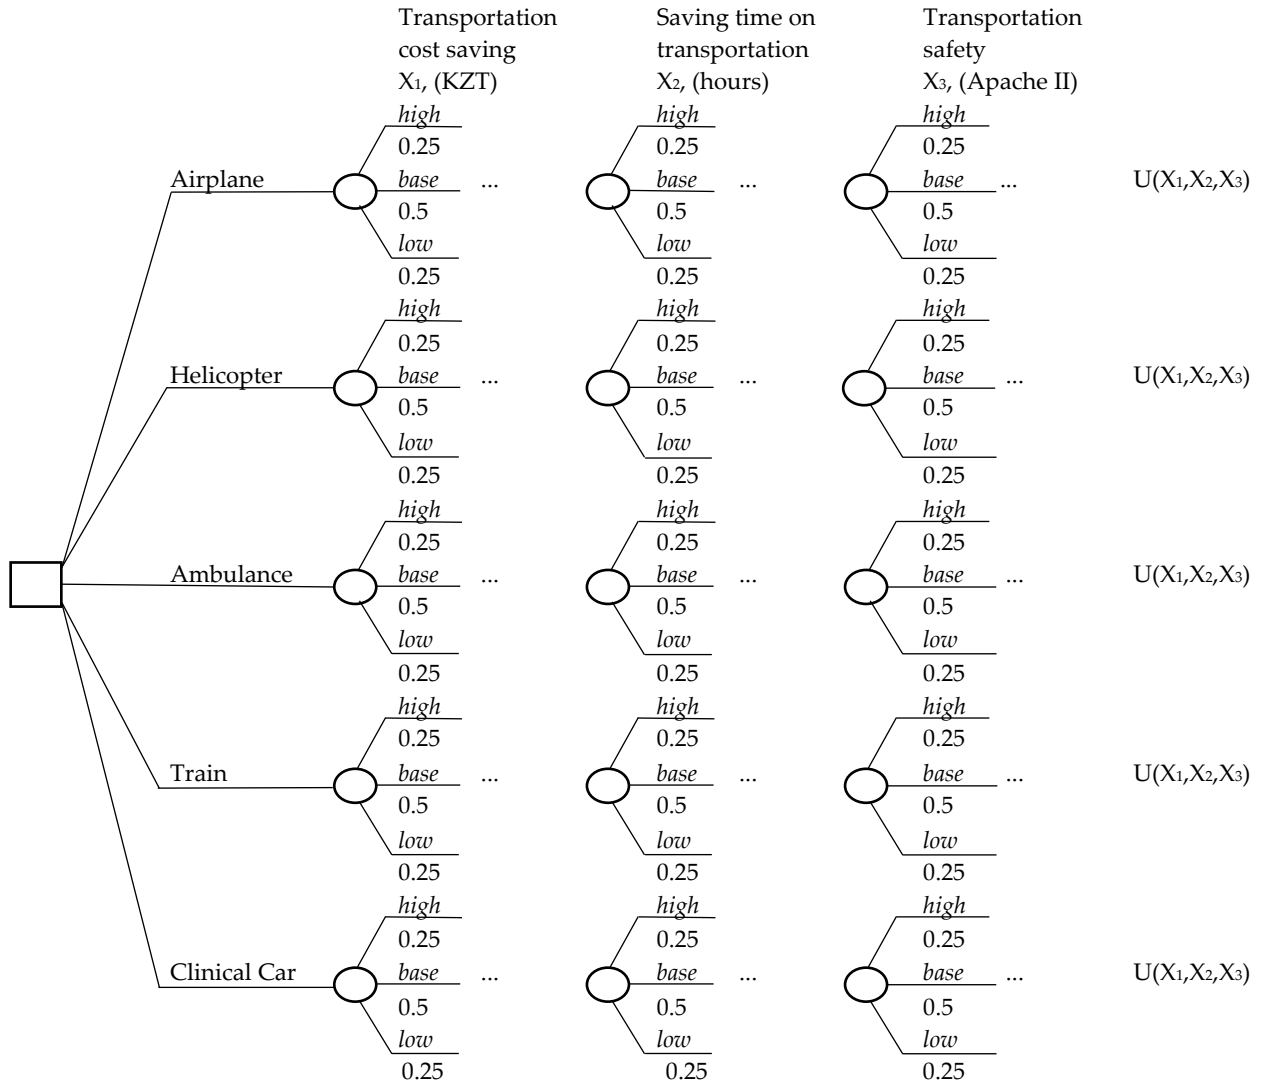 Transportation Saving time on Transportation
cost saving transportation safety
X₁, (KZT) X₂, (hours) X₃, (Apache II)
high high high
0.25 0.25 0.25
Airplane base ... base ... base ... U(X₁,X₂,X₃)
0.5 0.5 0.5
low low low
0.25 0.25 0.25
high high high
0.25 0.25 0.25
Helicopter base ... base ... base ... U(X₁,X₂,X₃)
0.5 0.5 0.5
low low low
0.25 0.25 0.25
high high high
0.25 0.25 0.25
Ambulance base ... base ... base ... U(X₁,X₂,X₃)
0.5 0.5 0.5
low low low
0.25 0.25 0.25
high high high
0.25 0.25 0.25
Train base ... base ... base ... U(X₁,X₂,X₃)
0.5 0.5 0.5
low low low
0.25 0.25 0.25
high high high
0.25 0.25 0.25
Clinical Car base ... base ... base ... U(X₁,X₂,X₃)
0.5 0.5 0.5
low low low
0.25 0.25 0.25